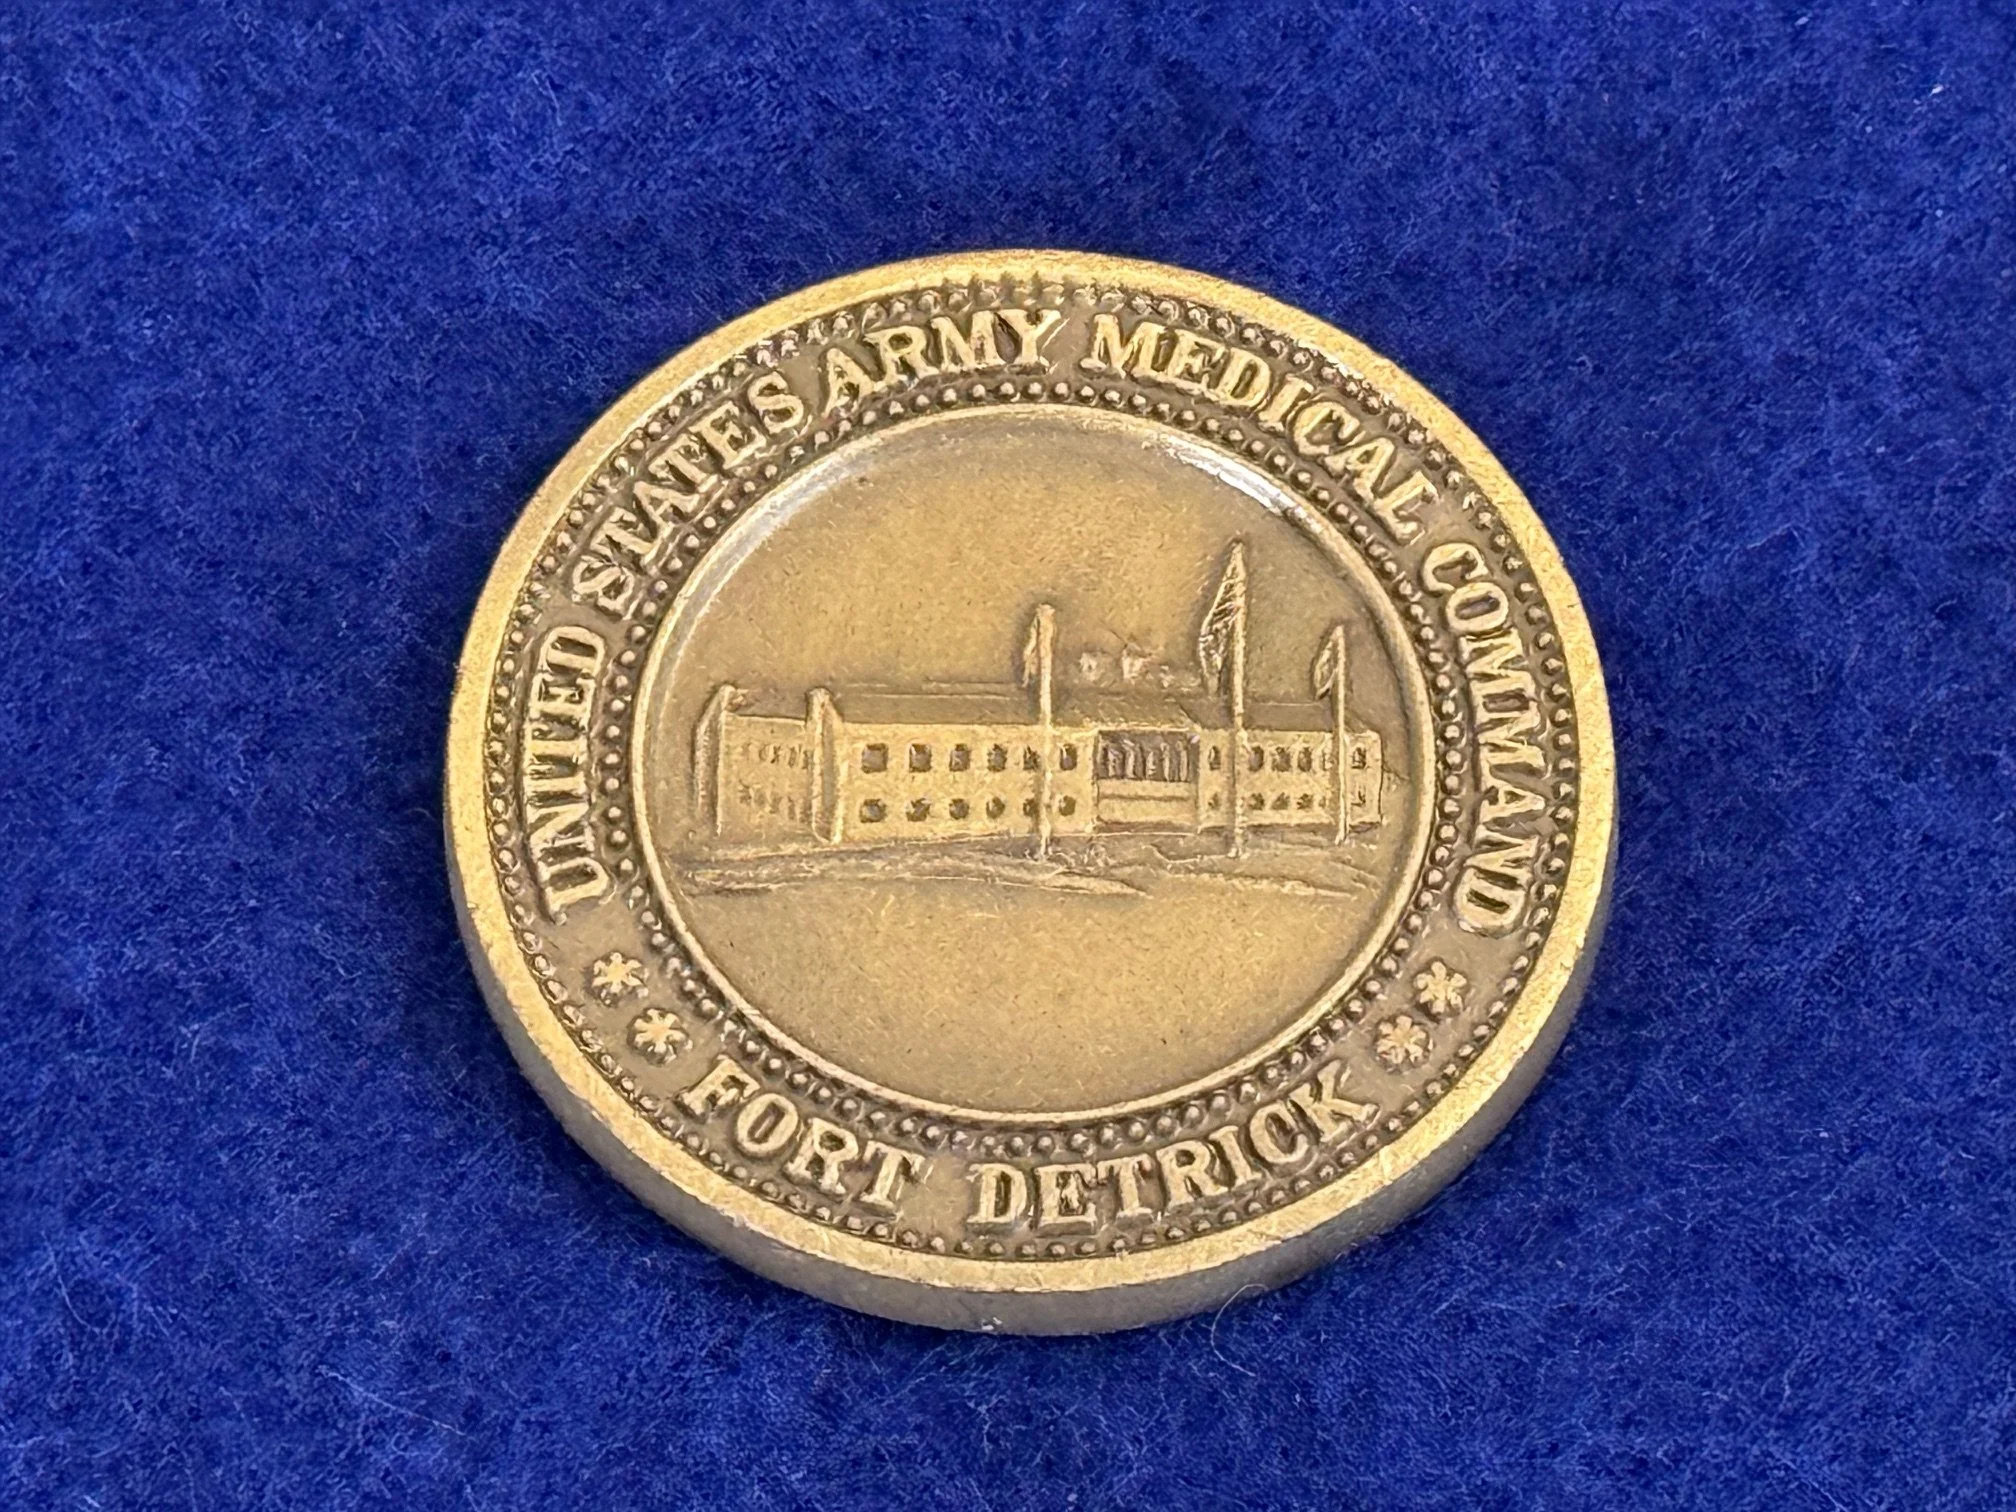 UNITED STATES ARMY MEDICAL COMMAND
FORT DETRICK